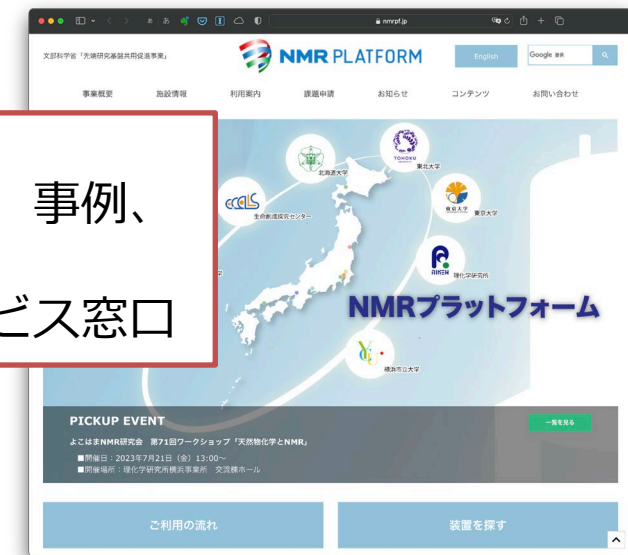 nmrpf.jp
文部科学省「先端研究基盤共用促進事業」
NMR PLATFORM
English
Google 検索
事業概要
施設情報
利用案内
課題申請
お知らせ
コンテンツ
お問い合わせ
事例、
ビス窓口
北海道大学
TOHOKU
東北大学
東京大学
RIKEN
理化学研究所
生命創成探究センター
NMRプラットフォーム
横浜市立大学
PICKUP EVENT
一覧を見る
よこはまNMR研究会 第71回ワークショップ「天然物化学とNMR」
■開催日：2023年7月21日（金）13:00〜
■開催場所：理化学研究所横浜事業所 交流棟ホール
ご利用の流れ
装置を探す